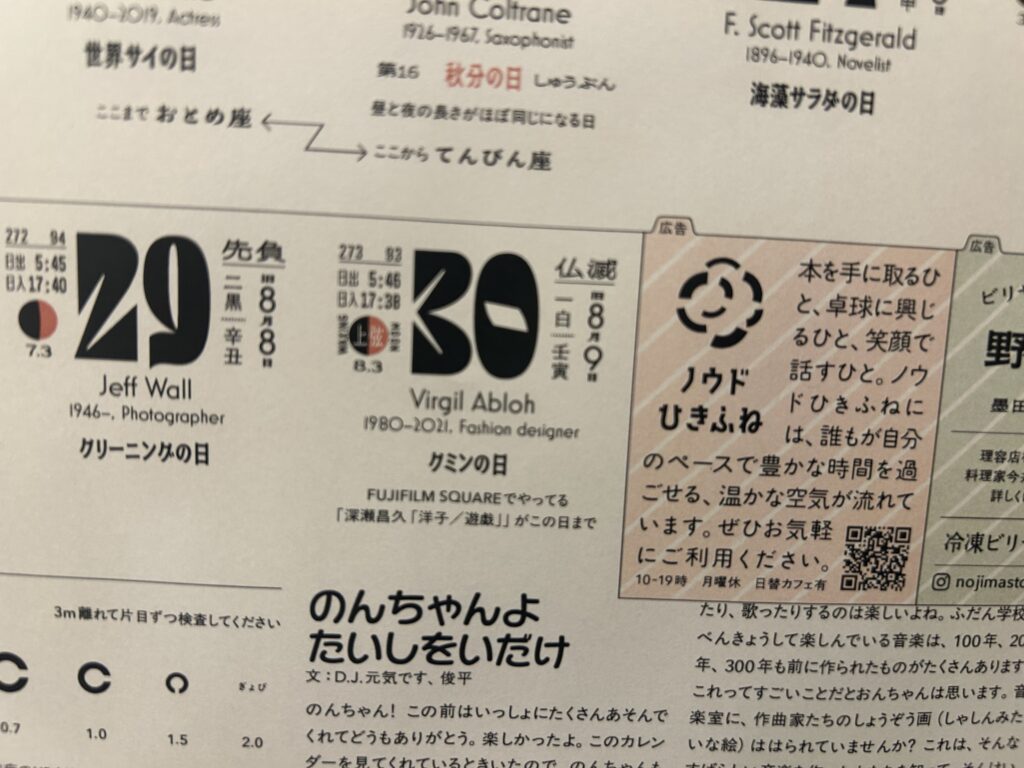 1940-2019, Actress
世界サイの日
ここまで おとめ座
John Coltrane
1926-1967, Saxophonist
第16 秋分の日 しゅうぶん
昼と夜の長さがほぼ同じになる日
ここから てんびん座
F. Scott Fitzgerald
1896-1940, Novelist
海藻サラダの日
272 94
日出 5:45
日入 17:40
7.3
29
先負
二黒
辛丑
旧8月8日
Jeff Wall
1946-, Photographer
クリーニングの日
273 93
日出 5:46
日入 17:38
上弦
8.3
30
仏滅
一白
壬寅
旧8月9日
Virgil Abloh
1980-2021, Fashion designer
クミンの日
FUJIFILM SQUAREでやってる
「深瀬昌久「洋子/遊戯」」がこの日まで
広告
ノウド
ひきふね
本を手に取るひ
と、卓球に興じ
るひと、笑顔で
話すひと。ノウ
ドひきふねに
は、誰もが自分
のペースで豊かな時間を過
ごせる、温かな空気が流れて
います。ぜひお気軽
にご利用ください。
10-19時 月曜休 日替カフェ有
広告
ビリヤ
野
墨田
理容店
料理家今
詳しく
冷凍ビリ
nojimasto
3m離れて片目ずつ検査してください
0.7
1.0
1.5
ぎょび
2.0
のんちゃんよ
たいしをいだけ
文:D.J.元気です、俊平
のんちゃん! この前はいっしょにたくさんあそんで
くれてどうもありがとう。楽しかったよ。このカレン
ダーを見てくれているときいたので、のんちゃんも
たり、歌ったりするのは楽しいよね。ふだん学校
べんきょうして楽しんでいる音楽は、100年、20
年、300年も前に作られたものがたくさんあります
これってすごいことだとおんちゃんは思います。音
楽室に、作曲家たちのしょうぞう画(しゃしんみた
いな絵)ははられていませんか? これは、そんな